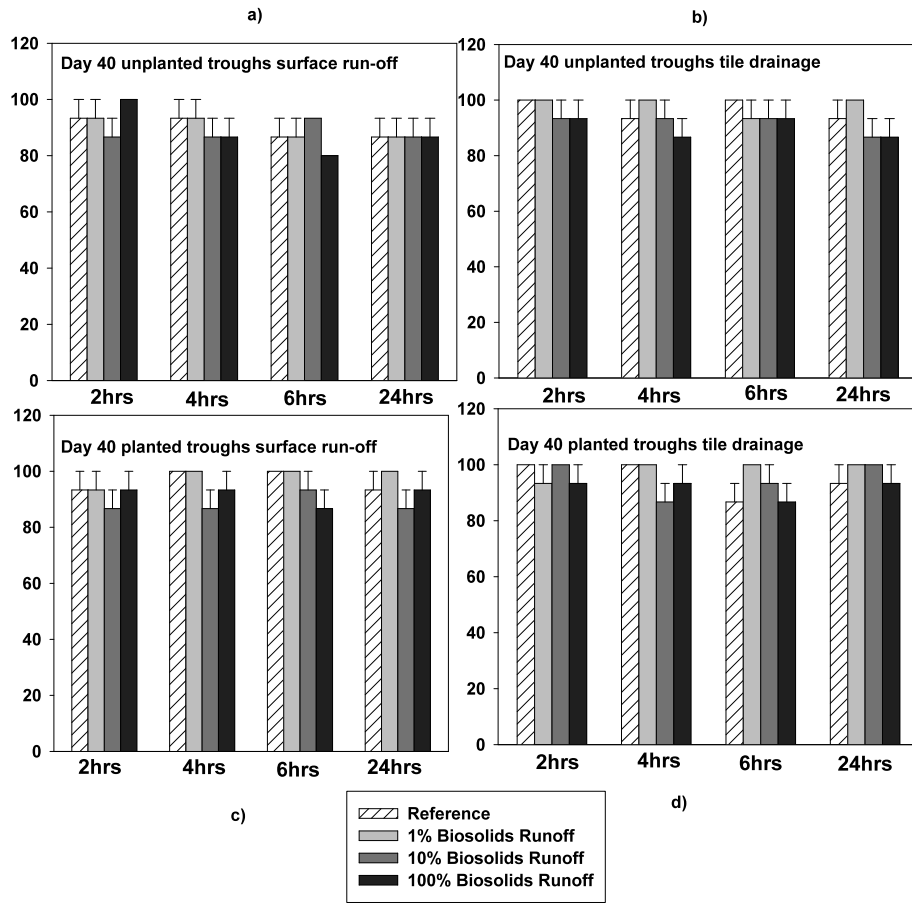 a)
b)
120
100
80
60
40
20
0
Day 40 unplanted troughs surface run-off
2hrs 4hrs 6hrs 24hrs
120
100
80
60
40
20
0
Day 40 unplanted troughs tile drainage
2hrs 4hrs 6hrs 24hrs
120
100
80
60
40
20
0
Day 40 planted troughs surface run-off
2hrs 4hrs 6hrs 24hrs
120
100
80
60
40
20
0
Day 40 planted troughs tile drainage
2hrs 4hrs 6hrs 24hrs
c)
d)
Reference
1% Biosolids Runoff
10% Biosolids Runoff
100% Biosolids Runoff